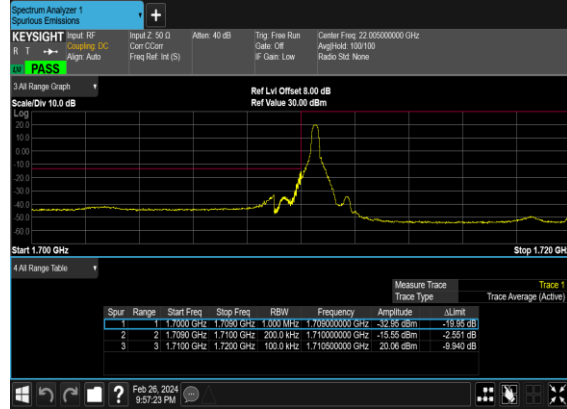 Spectrum Analyzer 1
Spurious Emissions
+
KEYSIGHT Input: RF Input Z: 50 Ω Atten: 40 dB Trig: Free Run Center Freq: 22.005000000 GHz
R T Coupling: DC Corr CCorr Gate: Off Avg|Hold: 100/100
Align: Auto Freq Ref: Int (S) IF Gain: Low Radio Std: None
PASS
3 All Range Graph
Ref Lvl Offset 8.00 dB
Scale/Div 10.0 dB Ref Value 30.00 dBm
Log
20.0
10.0
0.00
-10.0
-20.0
-30.0
-40.0
-50.0
-60.0
Start 1.700 GHz Stop 1.720 GH
4 All Range Table
Measure Trace Trace 1
Trace Type Trace Average (Active)
Spur Range Start Freq Stop Freq RBW Frequency Amplitude ΔLimit
1 1 1.7000 GHz 1.7090 GHz 1.000 MHz 1.709000000 GHz -32.95 dBm -19.95 dB
2 2 1.7090 GHz 1.7100 GHz 200.0 kHz 1.710000000 GHz -15.55 dBm -2.551 dB
3 3 1.7100 GHz 1.7200 GHz 100.0 kHz 1.710500000 GHz 20.06 dBm -9.940 dB
? Feb 26, 2024
9:57:23 PM